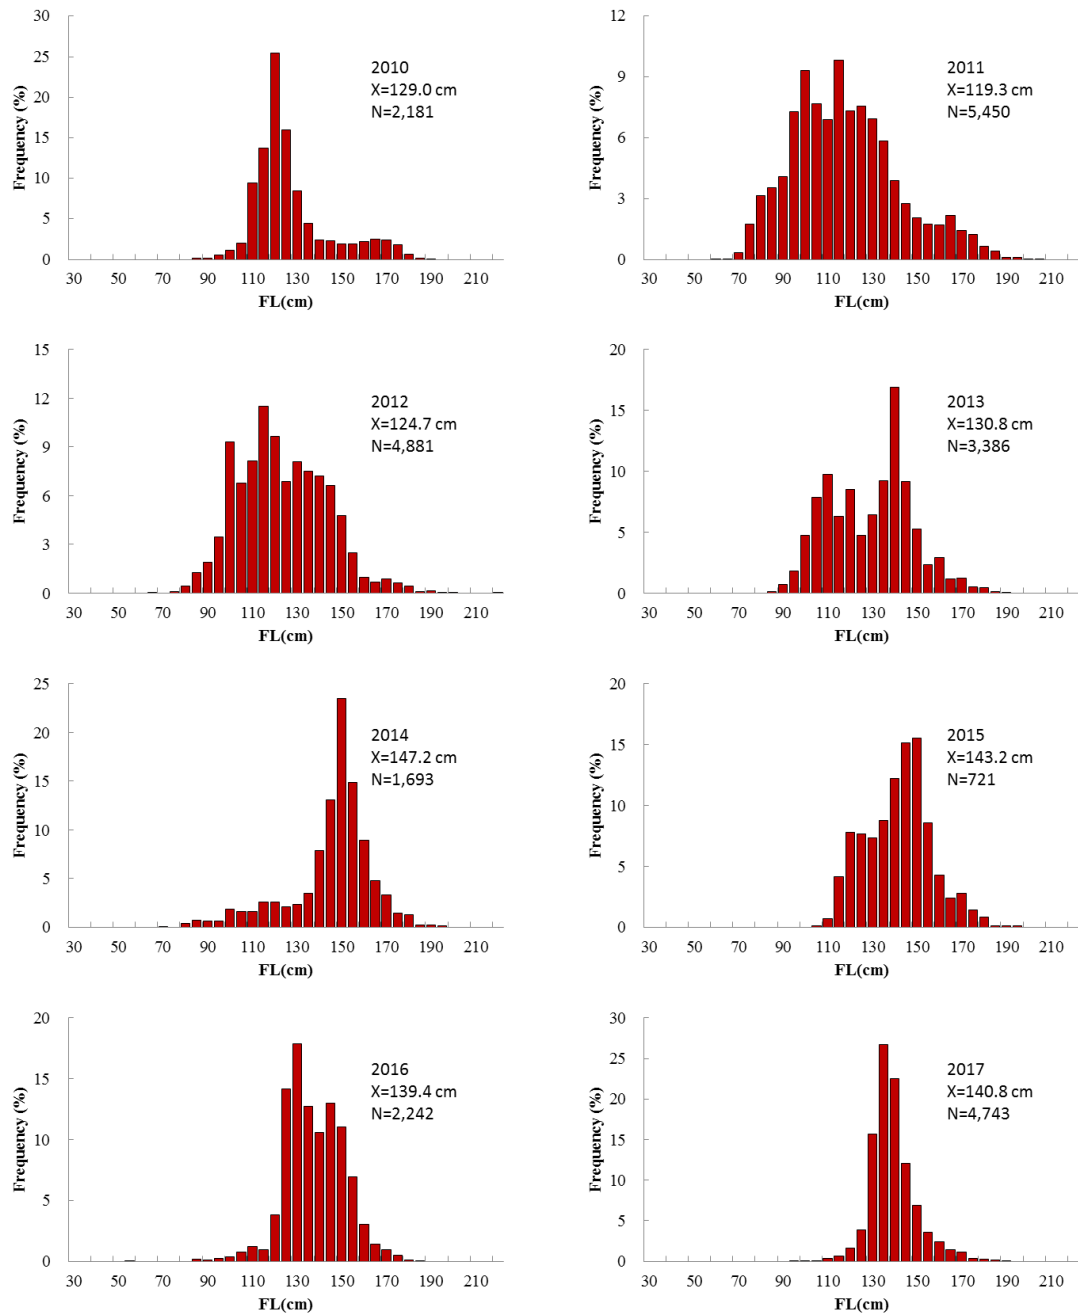 30
25
20
15
10
5
0
Frequency (%)
2010
X=129.0 cm
N=2,181
30 50 70 90 110 130 150 170 190 210
FL(cm)
12
9
6
3
0
Frequency (%)
2011
X=119.3 cm
N=5,450
30 50 70 90 110 130 150 170 190 210
FL(cm)
15
12
9
6
3
0
Frequency (%)
2012
X=124.7 cm
N=4,881
30 50 70 90 110 130 150 170 190 210
FL(cm)
20
15
10
5
0
Frequency (%)
2013
X=130.8 cm
N=3,386
30 50 70 90 110 130 150 170 190 210
FL(cm)
25
20
15
10
5
0
Frequency (%)
2014
X=147.2 cm
N=1,693
30 50 70 90 110 130 150 170 190 210
FL(cm)
20
15
10
5
0
Frequency (%)
2015
X=143.2 cm
N=721
30 50 70 90 110 130 150 170 190 210
FL(cm)
20
15
10
5
0
Frequency (%)
2016
X=139.4 cm
N=2,242
30 50 70 90 110 130 150 170 190 210
FL(cm)
30
25
20
15
10
5
0
Frequency (%)
2017
X=140.8 cm
N=4,743
30 50 70 90 110 130 150 170 190 210
FL(cm)